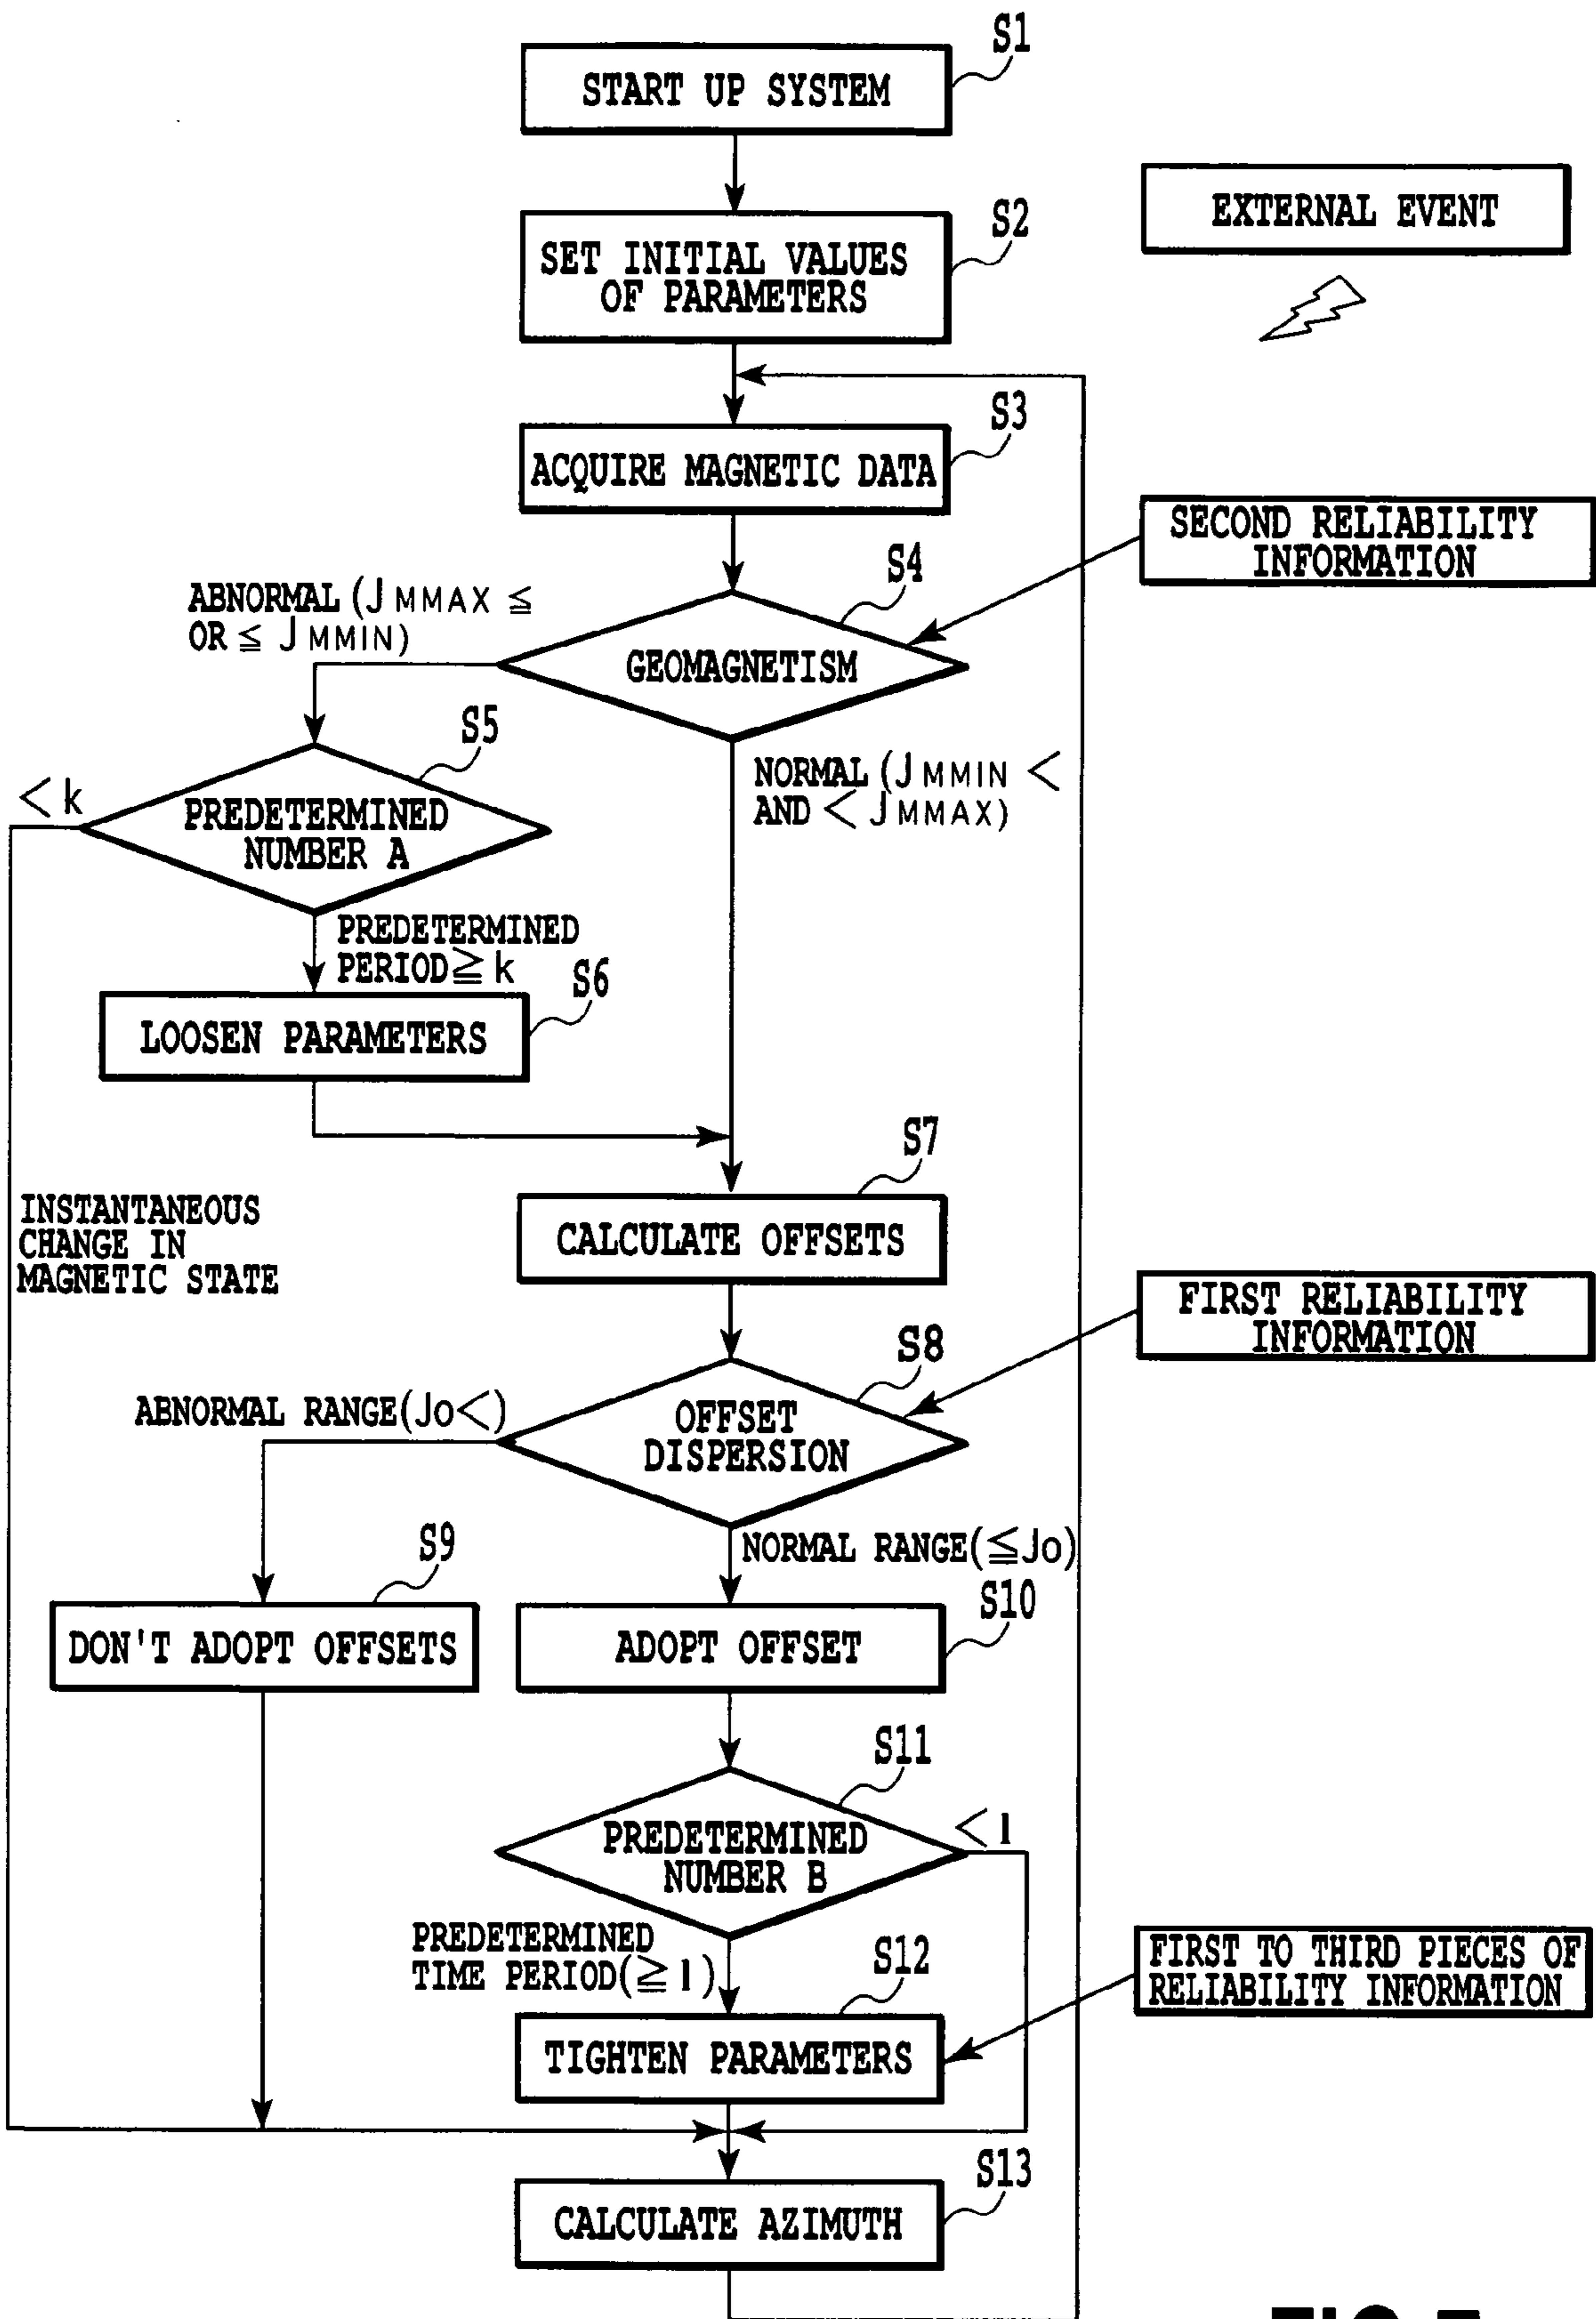 S1
START UP SYSTEM
EXTERNAL EVENT
S2
SET INITIAL VALUES
OF PARAMETERS
S3
ACQUIRE MAGNETIC DATA
SECOND RELIABILITY
INFORMATION
S4
ABNORMAL (JMMAX ≦
OR ≦ JMMIN)
GEOMAGNETISM
S5
NORMAL (JMMIN <
AND < JMMAX)
<k
PREDETERMINED
NUMBER A
PREDETERMINED
PERIOD≧k
S6
LOOSEN PARAMETERS
S7
INSTANTANEOUS
CHANGE IN
MAGNETIC STATE
CALCULATE OFFSETS
FIRST RELIABILITY
INFORMATION
S8
ABNORMAL RANGE(Jo<)
OFFSET
DISPERSION
NORMAL RANGE(≦Jo)
S9
S10
DON'T ADOPT OFFSETS
ADOPT OFFSET
S11
<l
PREDETERMINED
NUMBER B
PREDETERMINED
TIME PERIOD(≧l)
S12
FIRST TO THIRD PIECES OF
RELIABILITY INFORMATION
TIGHTEN PARAMETERS
S13
CALCULATE AZIMUTH